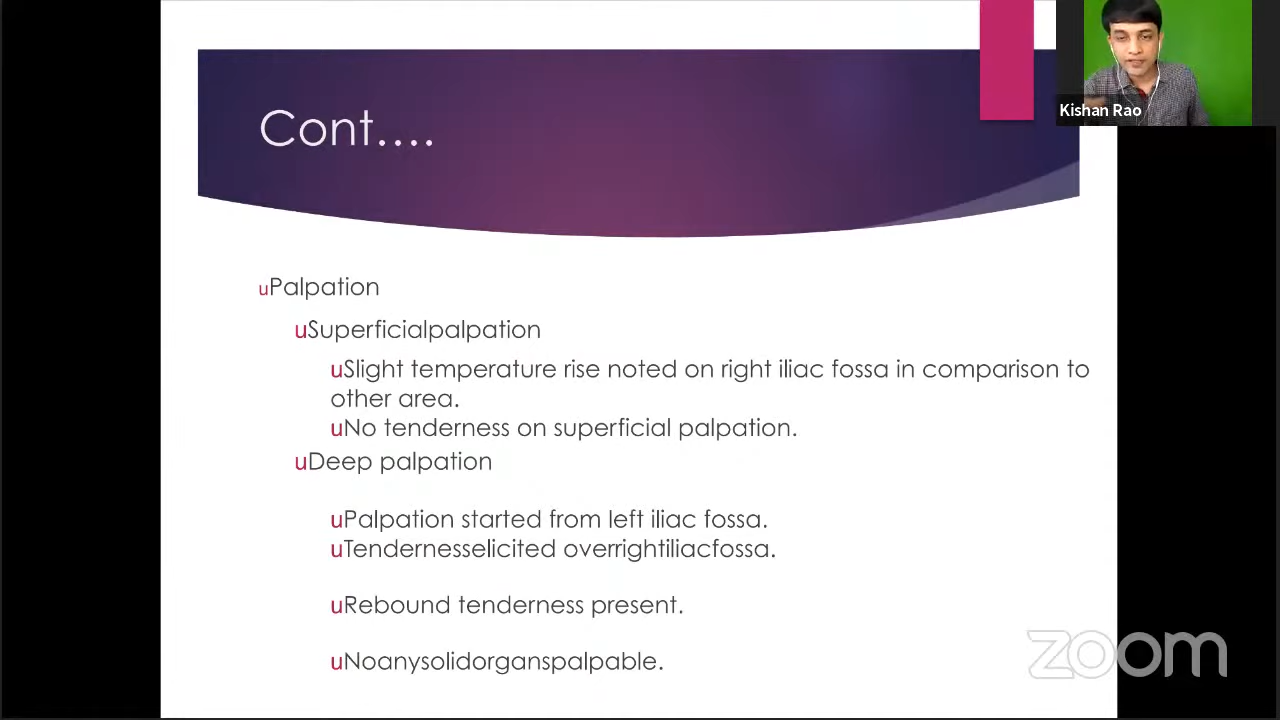 Cont....
Kishan Rao
uPalpation
uSuperficialpalpation
uSlight temperature rise noted on right iliac fossa in comparison to
other area.
uNo tenderness on superficial palpation.
uDeep palpation
uPalpation started from left iliac fossa.
uTendernesselicited overrightiliacfossa.
uRebound tenderness present.
uNoanysolidorganspalpable.
zoom